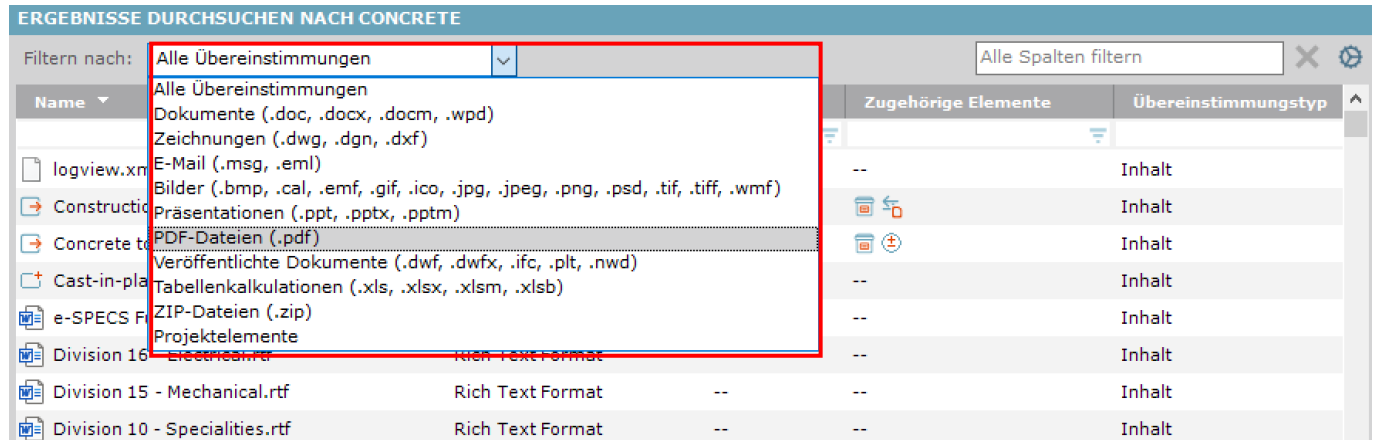 ERGEBNISSE DURCHSUCHEN NACH CONCRETE
Filtern nach: Alle Übereinstimmungen Alle Spalten filtern
Alle Übereinstimmungen
Dokumente (.doc, .docx, .docm, .wpd)
Zeichnungen (.dwg, .dgn, .dxf)
E-Mail (.msg, .eml)
Bilder (.bmp, .cal, .emf, .gif, .ico, .jpg, .jpeg, .png, .psd, .tif, .tiff, .wmf)
Präsentationen (.ppt, .pptx, .pptm)
PDF-Dateien (.pdf)
Veröffentlichte Dokumente (.dwf, .dwfx, .ifc, .plt, .nwd)
Tabellenkalkulationen (.xls, .xlsx, .xlsm, .xlsb)
ZIP-Dateien (.zip)
Projektelemente
Name Zugehörige Elemente Übereinstimmungstyp
logview.xm -- Inhalt
Constructio Inhalt
Concrete to Inhalt
Cast-in-pla -- Inhalt
e-SPECS -- Inhalt
Division 16 - Electrical.rtf Rich Text Format -- Inhalt
Division 15 - Mechanical.rtf Rich Text Format -- -- Inhalt
Division 10 - Specialities.rtf Rich Text Format -- -- Inhalt